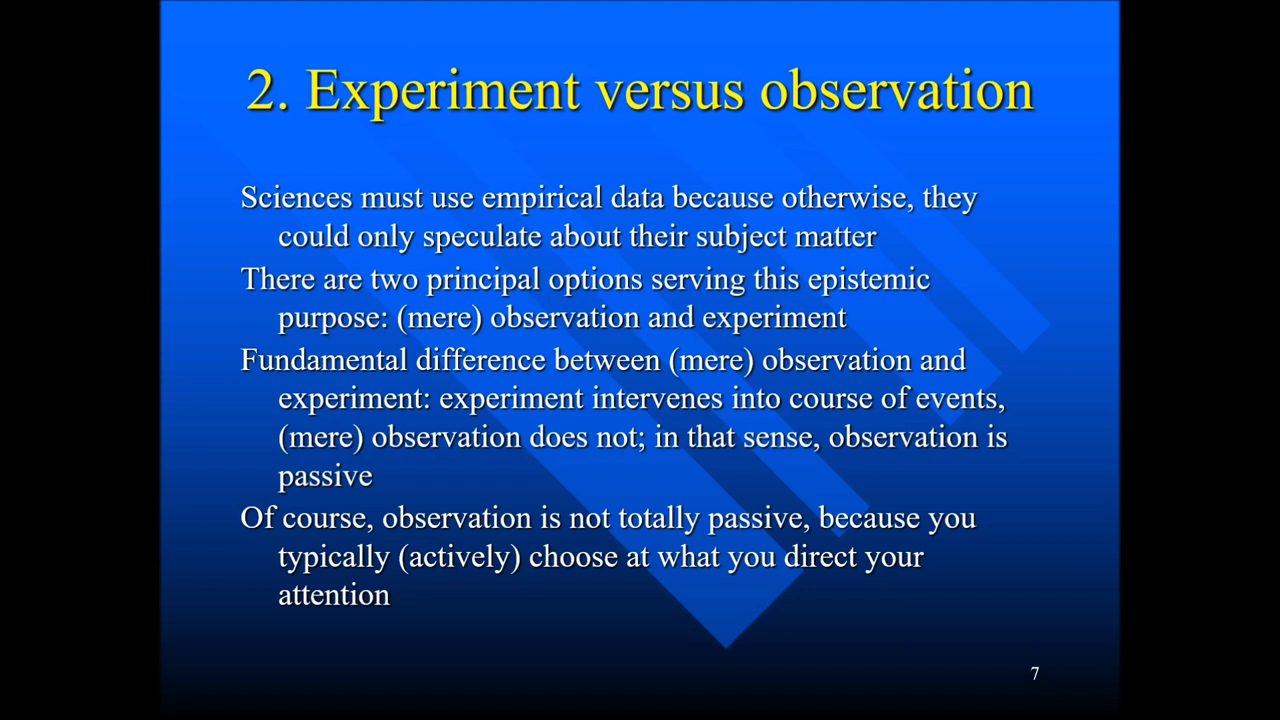 2. Experiment versus observation
Sciences must use empirical data because otherwise, they
could only speculate about their subject matter
There are two principal options serving this epistemic
purpose: (mere) observation and experiment
Fundamental difference between (mere) observation and
experiment: experiment intervenes into course of events,
(mere) observation does not; in that sense, observation is
passive
Of course, observation is not totally passive, because you
typically (actively) choose at what you direct your
attention
7